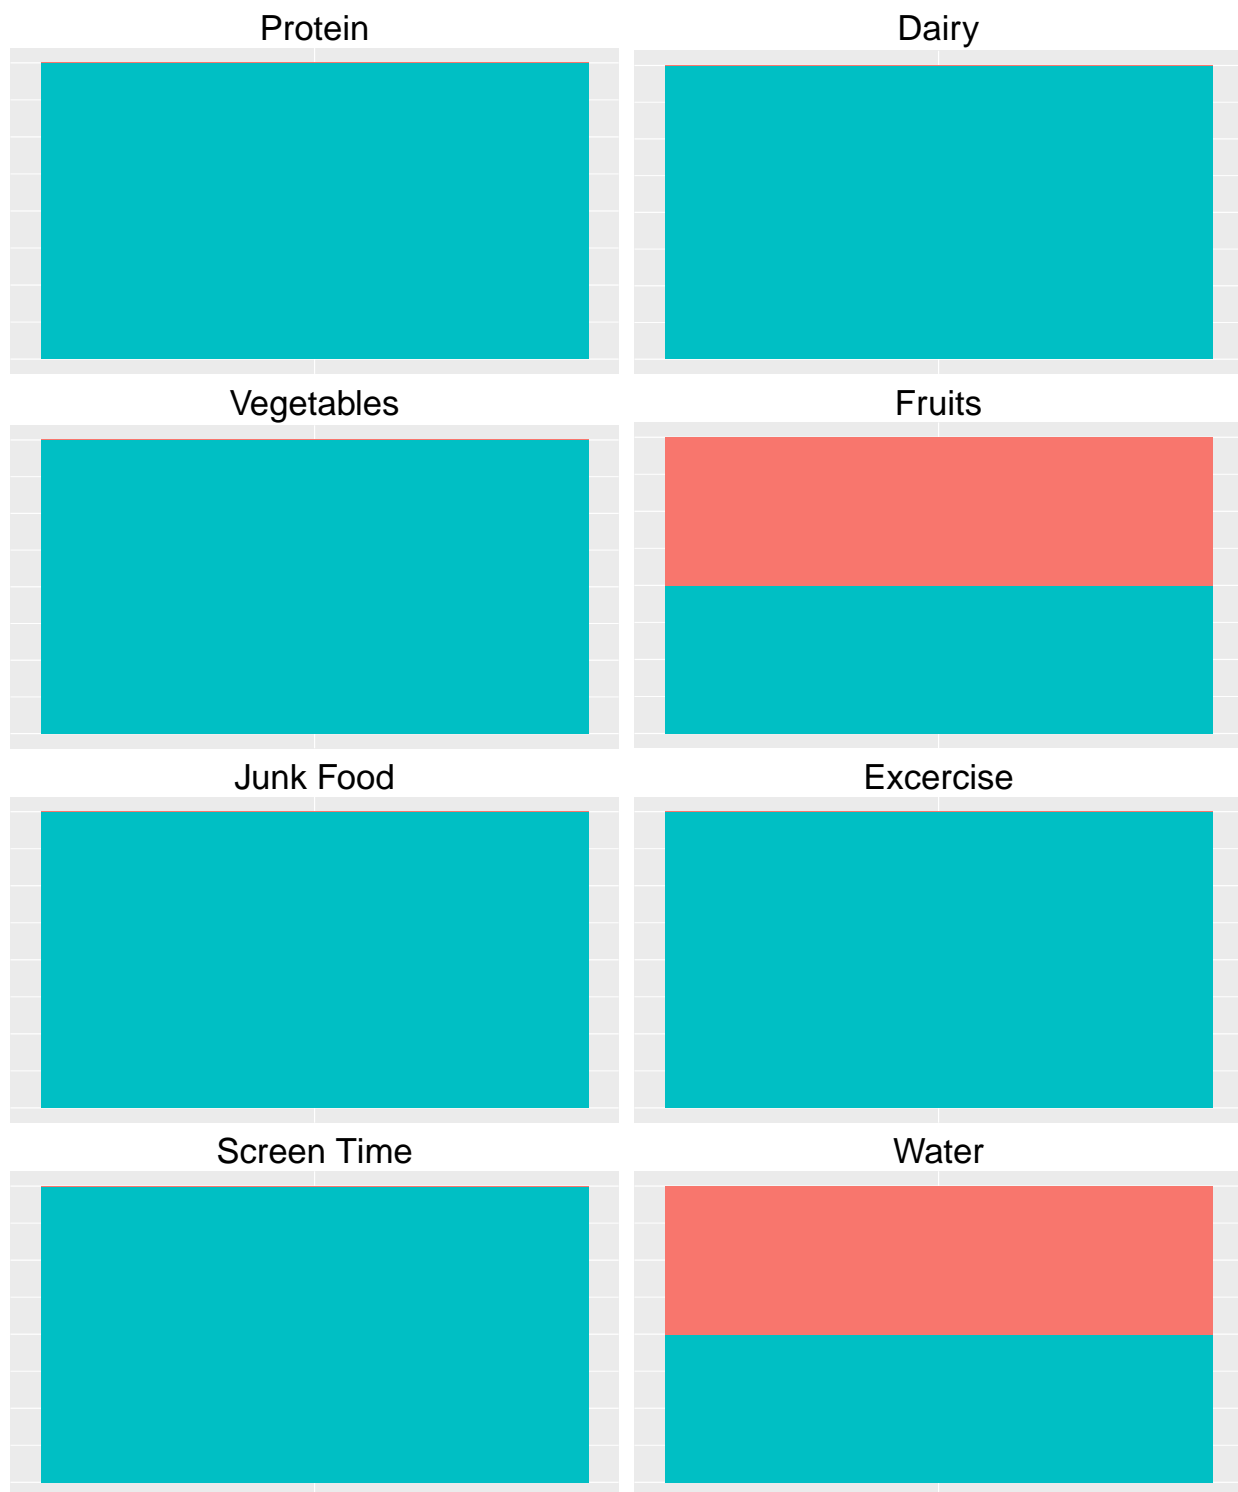 Protein
Dairy
Vegetables
Fruits
Junk Food
Excercise
Screen Time
Water